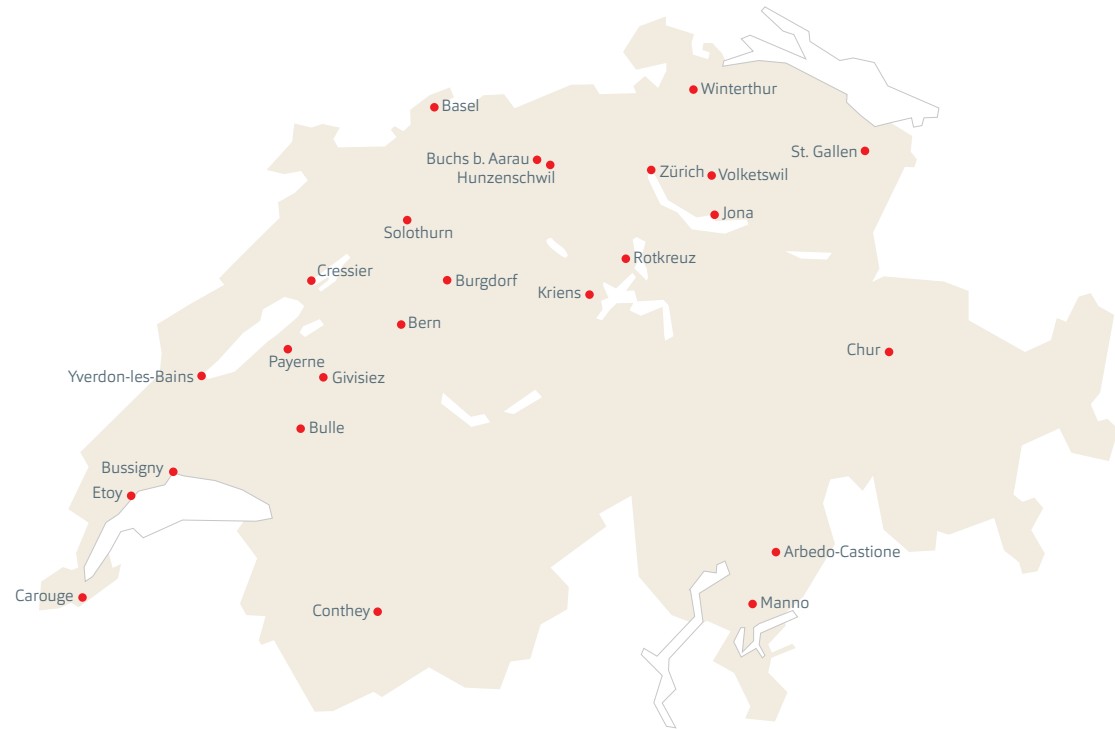 Winterthur
Basel
St. Gallen
Buchs b. Aarau
Hunzenschwil
Zürich
Volketswil
Jona
Solothurn
Rotkreuz
Cressier
Burgdorf
Kriens
Bern
Chur
Payerne
Yverdon-les-Bains
Givisiez
Bulle
Bussigny
Etoy
Arbedo-Castione
Carouge
Manno
Conthey